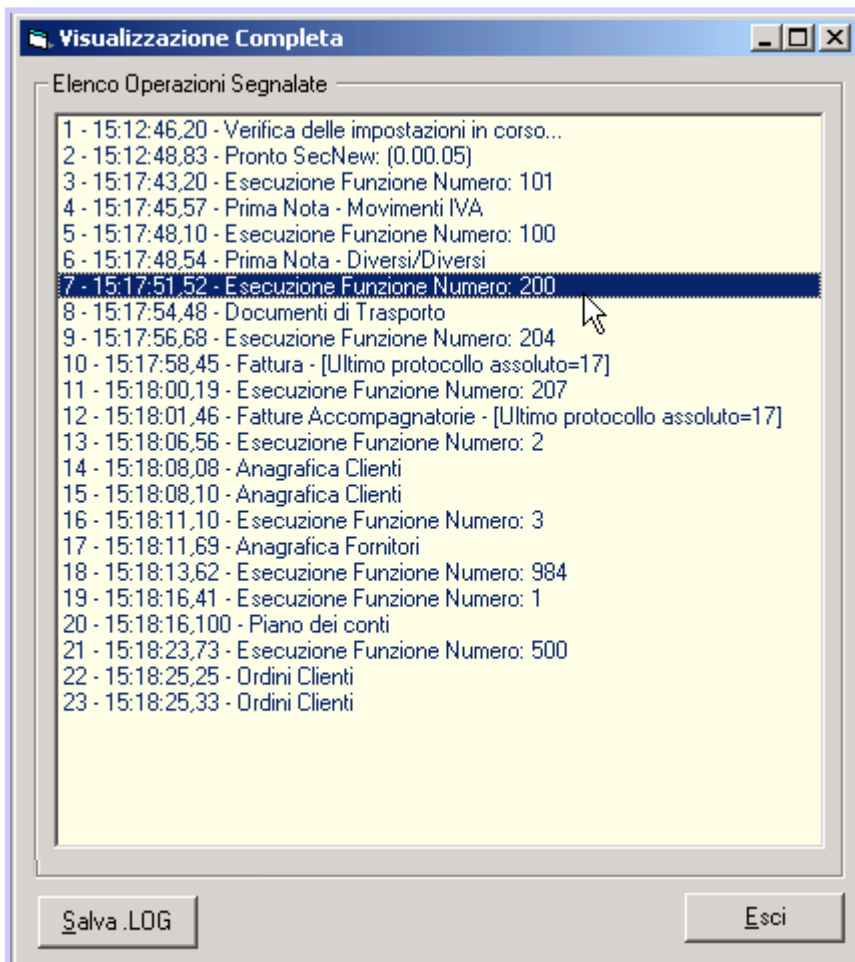 Visualizzazione Completa
Elenco Operazioni Segnalate
1 - 15:12:46,20 - Verifica delle impostazioni in corso...
2 - 15:12:48,83 - Pronto SecNew: (0.00.05)
3 - 15:17:43,20 - Esecuzione Funzione Numero: 101
4 - 15:17:45,57 - Prima Nota - Movimenti IVA
5 - 15:17:48,10 - Esecuzione Funzione Numero: 100
6 - 15:17:48,54 - Prima Nota - Diversi/Diversi
7 - 15:17:51,52 - Esecuzione Funzione Numero: 200
8 - 15:17:54,48 - Documenti di Trasporto
9 - 15:17:56,68 - Esecuzione Funzione Numero: 204
10 - 15:17:58,45 - Fattura - [Ultimo protocollo assoluto=17]
11 - 15:18:00,19 - Esecuzione Funzione Numero: 207
12 - 15:18:01,46 - Fatture Accompagnatorie - [Ultimo protocollo assoluto=17]
13 - 15:18:06,56 - Esecuzione Funzione Numero: 2
14 - 15:18:08,08 - Anagrafica Clienti
15 - 15:18:08,10 - Anagrafica Clienti
16 - 15:18:11,10 - Esecuzione Funzione Numero: 3
17 - 15:18:11,69 - Anagrafica Fornitori
18 - 15:18:13,62 - Esecuzione Funzione Numero: 984
19 - 15:18:16,41 - Esecuzione Funzione Numero: 1
20 - 15:18:16,100 - Piano dei conti
21 - 15:18:23,73 - Esecuzione Funzione Numero: 500
22 - 15:18:25,25 - Ordini Clienti
23 - 15:18:25,33 - Ordini Clienti
Salva .LOG
Esci